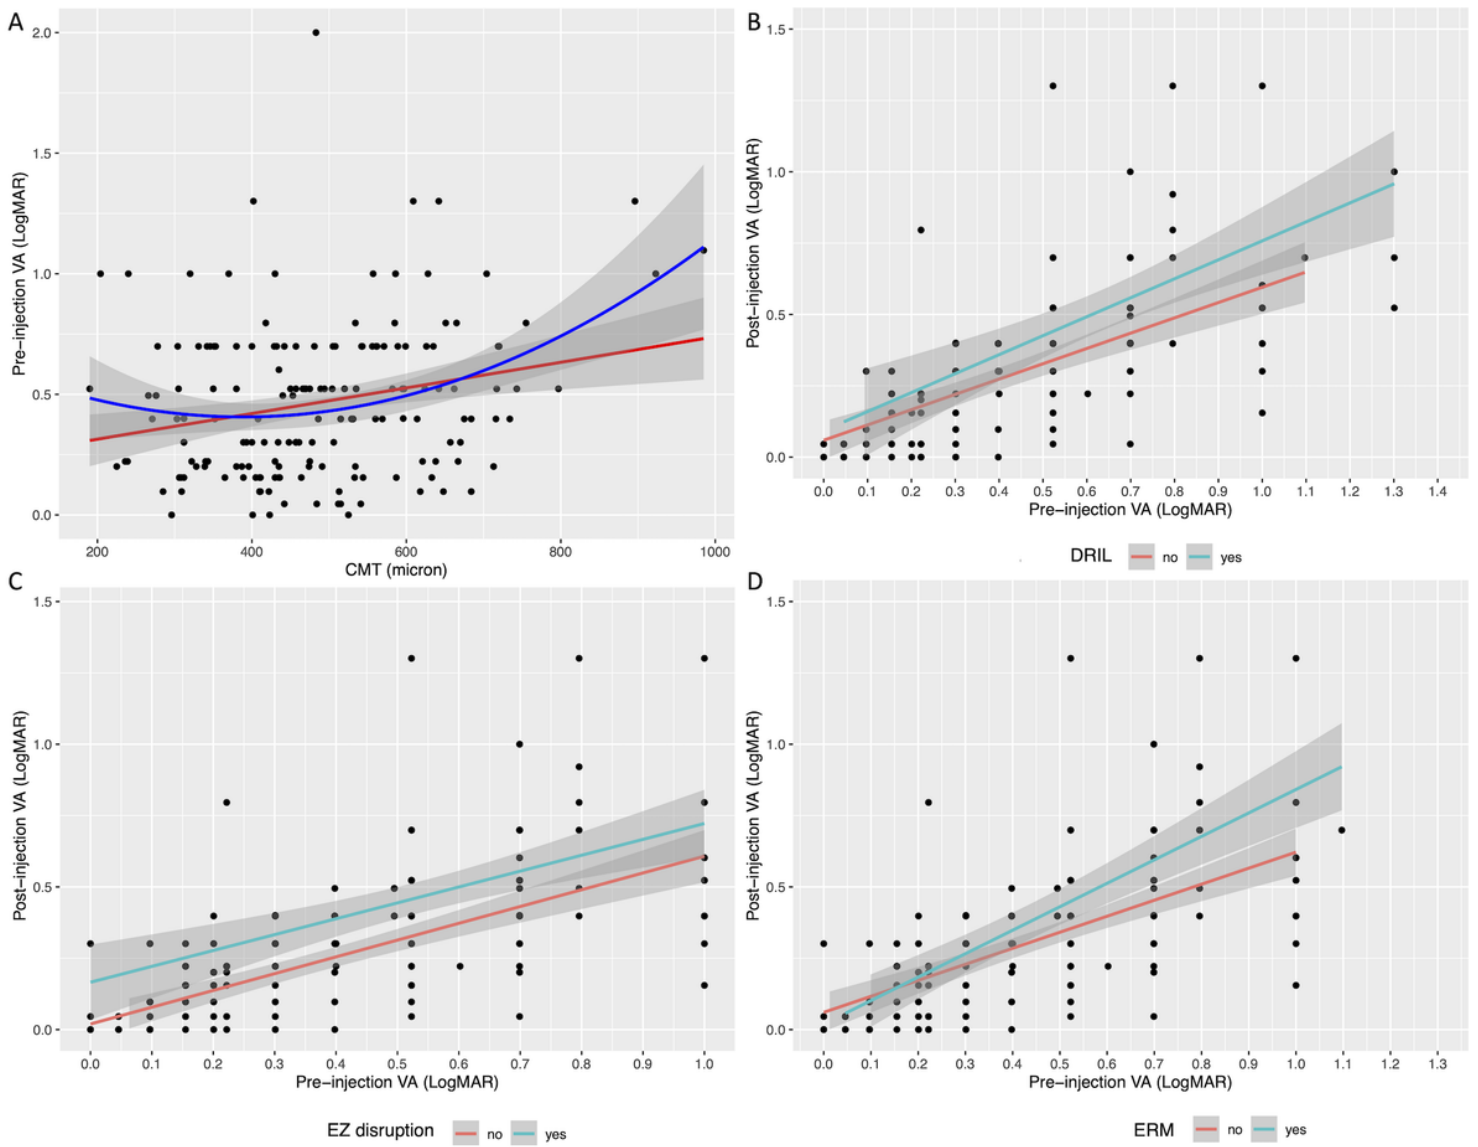 A
2.0
1.5
1.0
0.5
0.0
Pre-injection VA (LogMAR)
200 400 600 800 1000
CMT (micron)
B
1.5
1.0
0.5
0.0
Post-injection VA (LogMAR)
0.0 0.1 0.2 0.3 0.4 0.5 0.6 0.7 0.8 0.9 1.0 1.1 1.2 1.3 1.4
Pre-injection VA (LogMAR)
DRIL no yes
C
1.5
1.0
0.5
0.0
Post-injection VA (LogMAR)
0.0 0.1 0.2 0.3 0.4 0.5 0.6 0.7 0.8 0.9 1.0
Pre-injection VA (LogMAR)
EZ disruption no yes
D
1.5
1.0
0.5
0.0
Post-injection VA (LogMAR)
0.0 0.1 0.2 0.3 0.4 0.5 0.6 0.7 0.8 0.9 1.0 1.1 1.2 1.3
Pre-injection VA (LogMAR)
ERM no yes